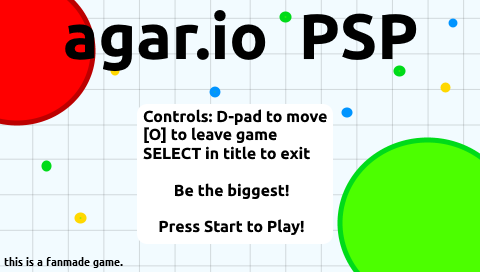 agar.io PSP
Controls: D-pad to move
[O] to leave game
SELECT in title to exit
Be the biggest!
Press Start to Play!
this is a fanmade game.